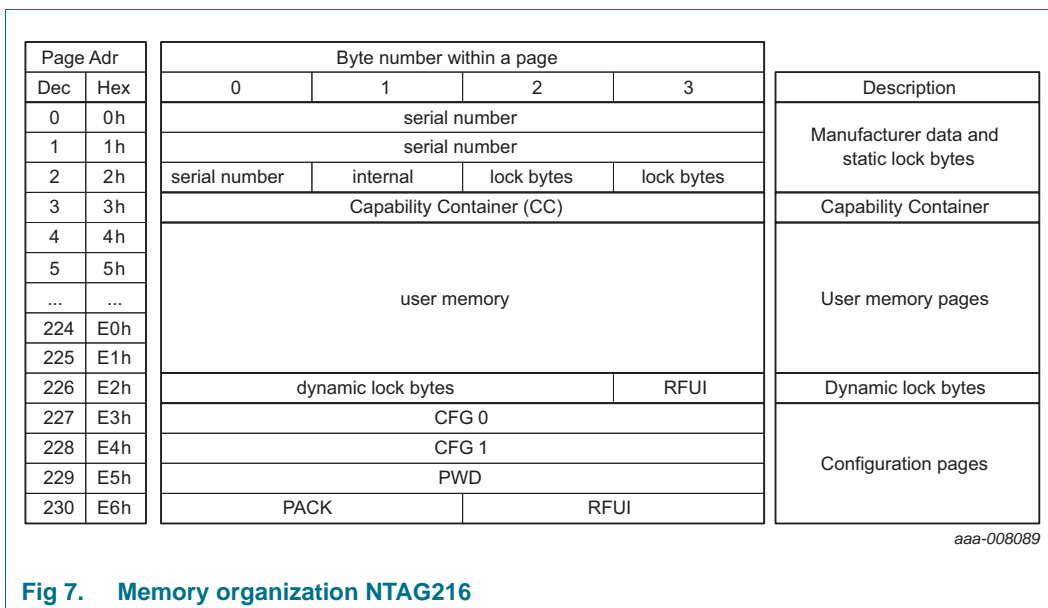 Page Adr Byte number within a page
Dec Hex 0 1 2 3 Description
0 0h serial number
Manufacturer data and
static lock bytes
1 1h serial number
2 2h serial number internal lock bytes lock bytes
3 3h Capability Container (CC) Capability Container
4 4h
5 5h
... ... user memory User memory pages
224 E0h
225 E1h
226 E2h dynamic lock bytes RFUI Dynamic lock bytes
227 E3h CFG 0
228 E4h CFG 1
Configuration pages
229 E5h PWD
230 E6h PACK RFUI
aaa-008089
Fig 7. Memory organization NTAG216